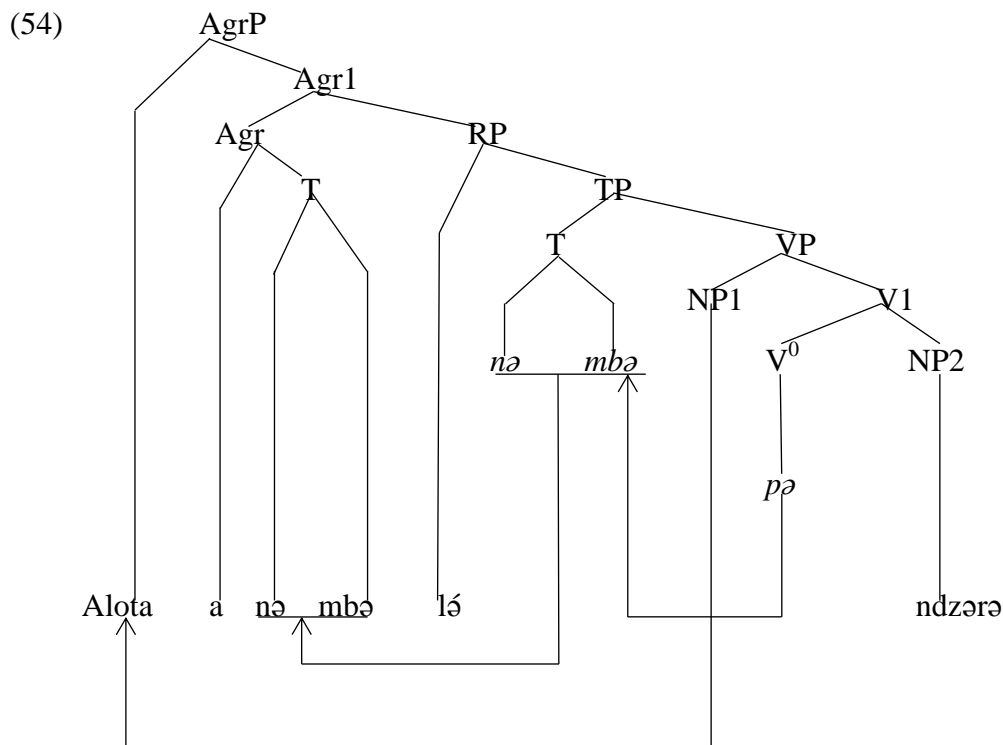 (54) AgrP
Agr1
Agr RP
T TP
T VP
NP1 V1
nə mbə V⁰ NP2
pə
Alota a nə mbə lə́ ndzərə